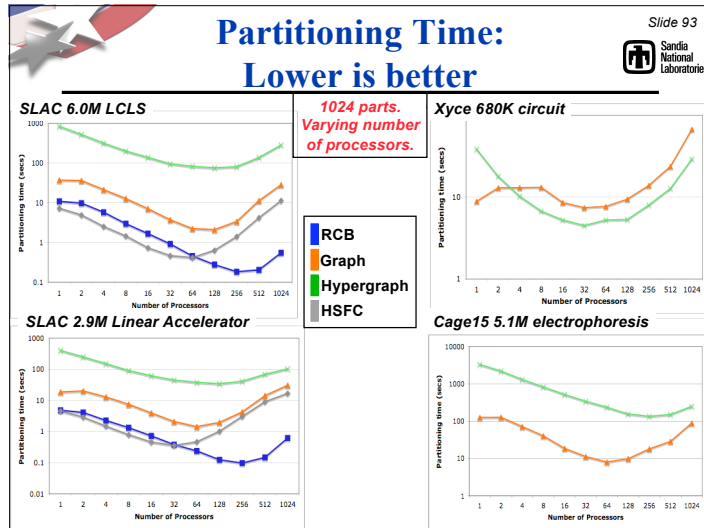 Partitioning Time:
Lower is better
Slide 93
Sandia
National
Laboratorie
SLAC 6.0M LCLS
1024 parts.
Varying number
of processors.
Xyce 680K circuit
Partitioning time (secs)
1000
100
10
1
0.1
1 2 4 8 16 32 64 128 256 512 1024
Number of Processors
RCB
Graph
Hypergraph
HSFC
Partitioning time (secs)
10
1
1 2 4 8 16 32 64 128 256 512 1024
Number of Processors
SLAC 2.9M Linear Accelerator
Partitioning time (secs)
1000
100
10
1
0.1
0.01
1 2 4 8 16 32 64 128 256 512 1024
Number of Processors
Cage15 5.1M electrophoresis
Partitioning time (secs)
10000
1000
100
10
1
1 2 4 8 16 32 64 128 256 512 1024
Number of Processors